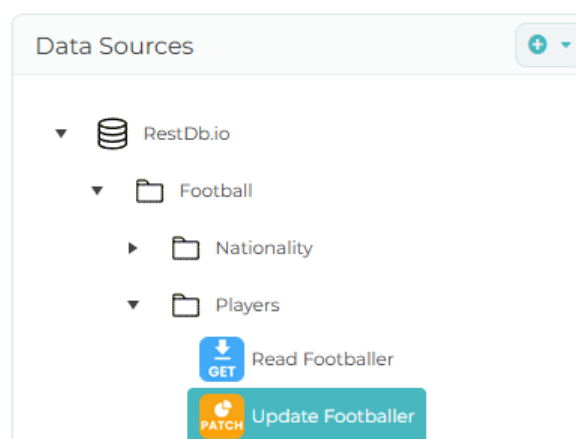 Data Sources
RestDb.io
Football
Nationality
Players
GET Read Footballer
PATCH Update Footballer